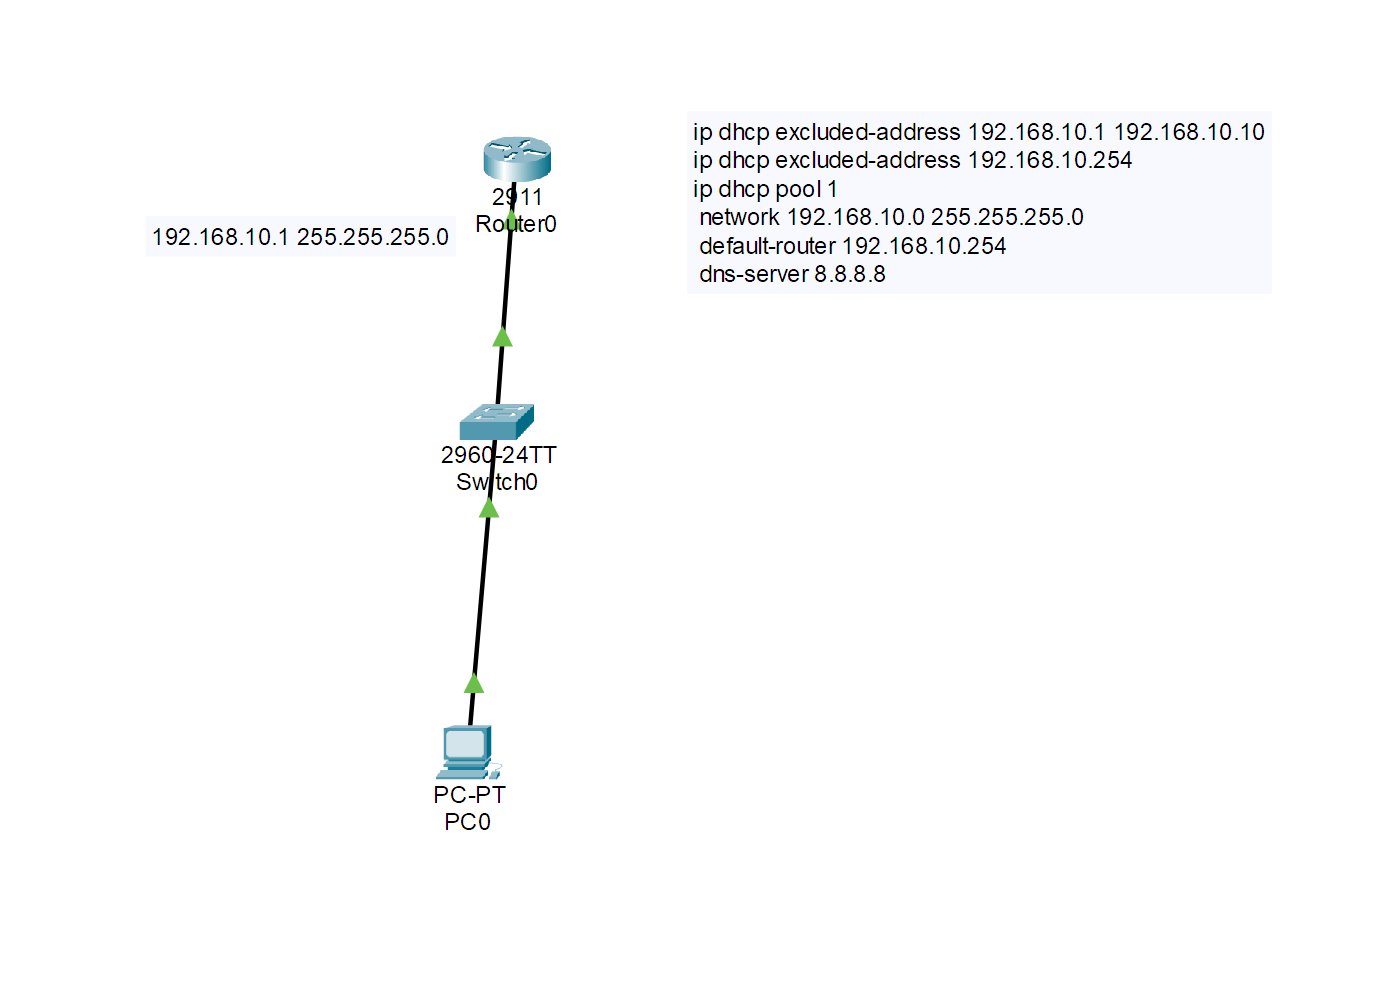 ip dhcp excluded-address 192.168.10.1 192.168.10.10
ip dhcp excluded-address 192.168.10.254
ip dhcp pool 1
network 192.168.10.0 255.255.255.0
default-router 192.168.10.254
dns-server 8.8.8.8
2911
Router0
192.168.10.1 255.255.255.0
2960-24TT
Switch0
PC-PT
PC0